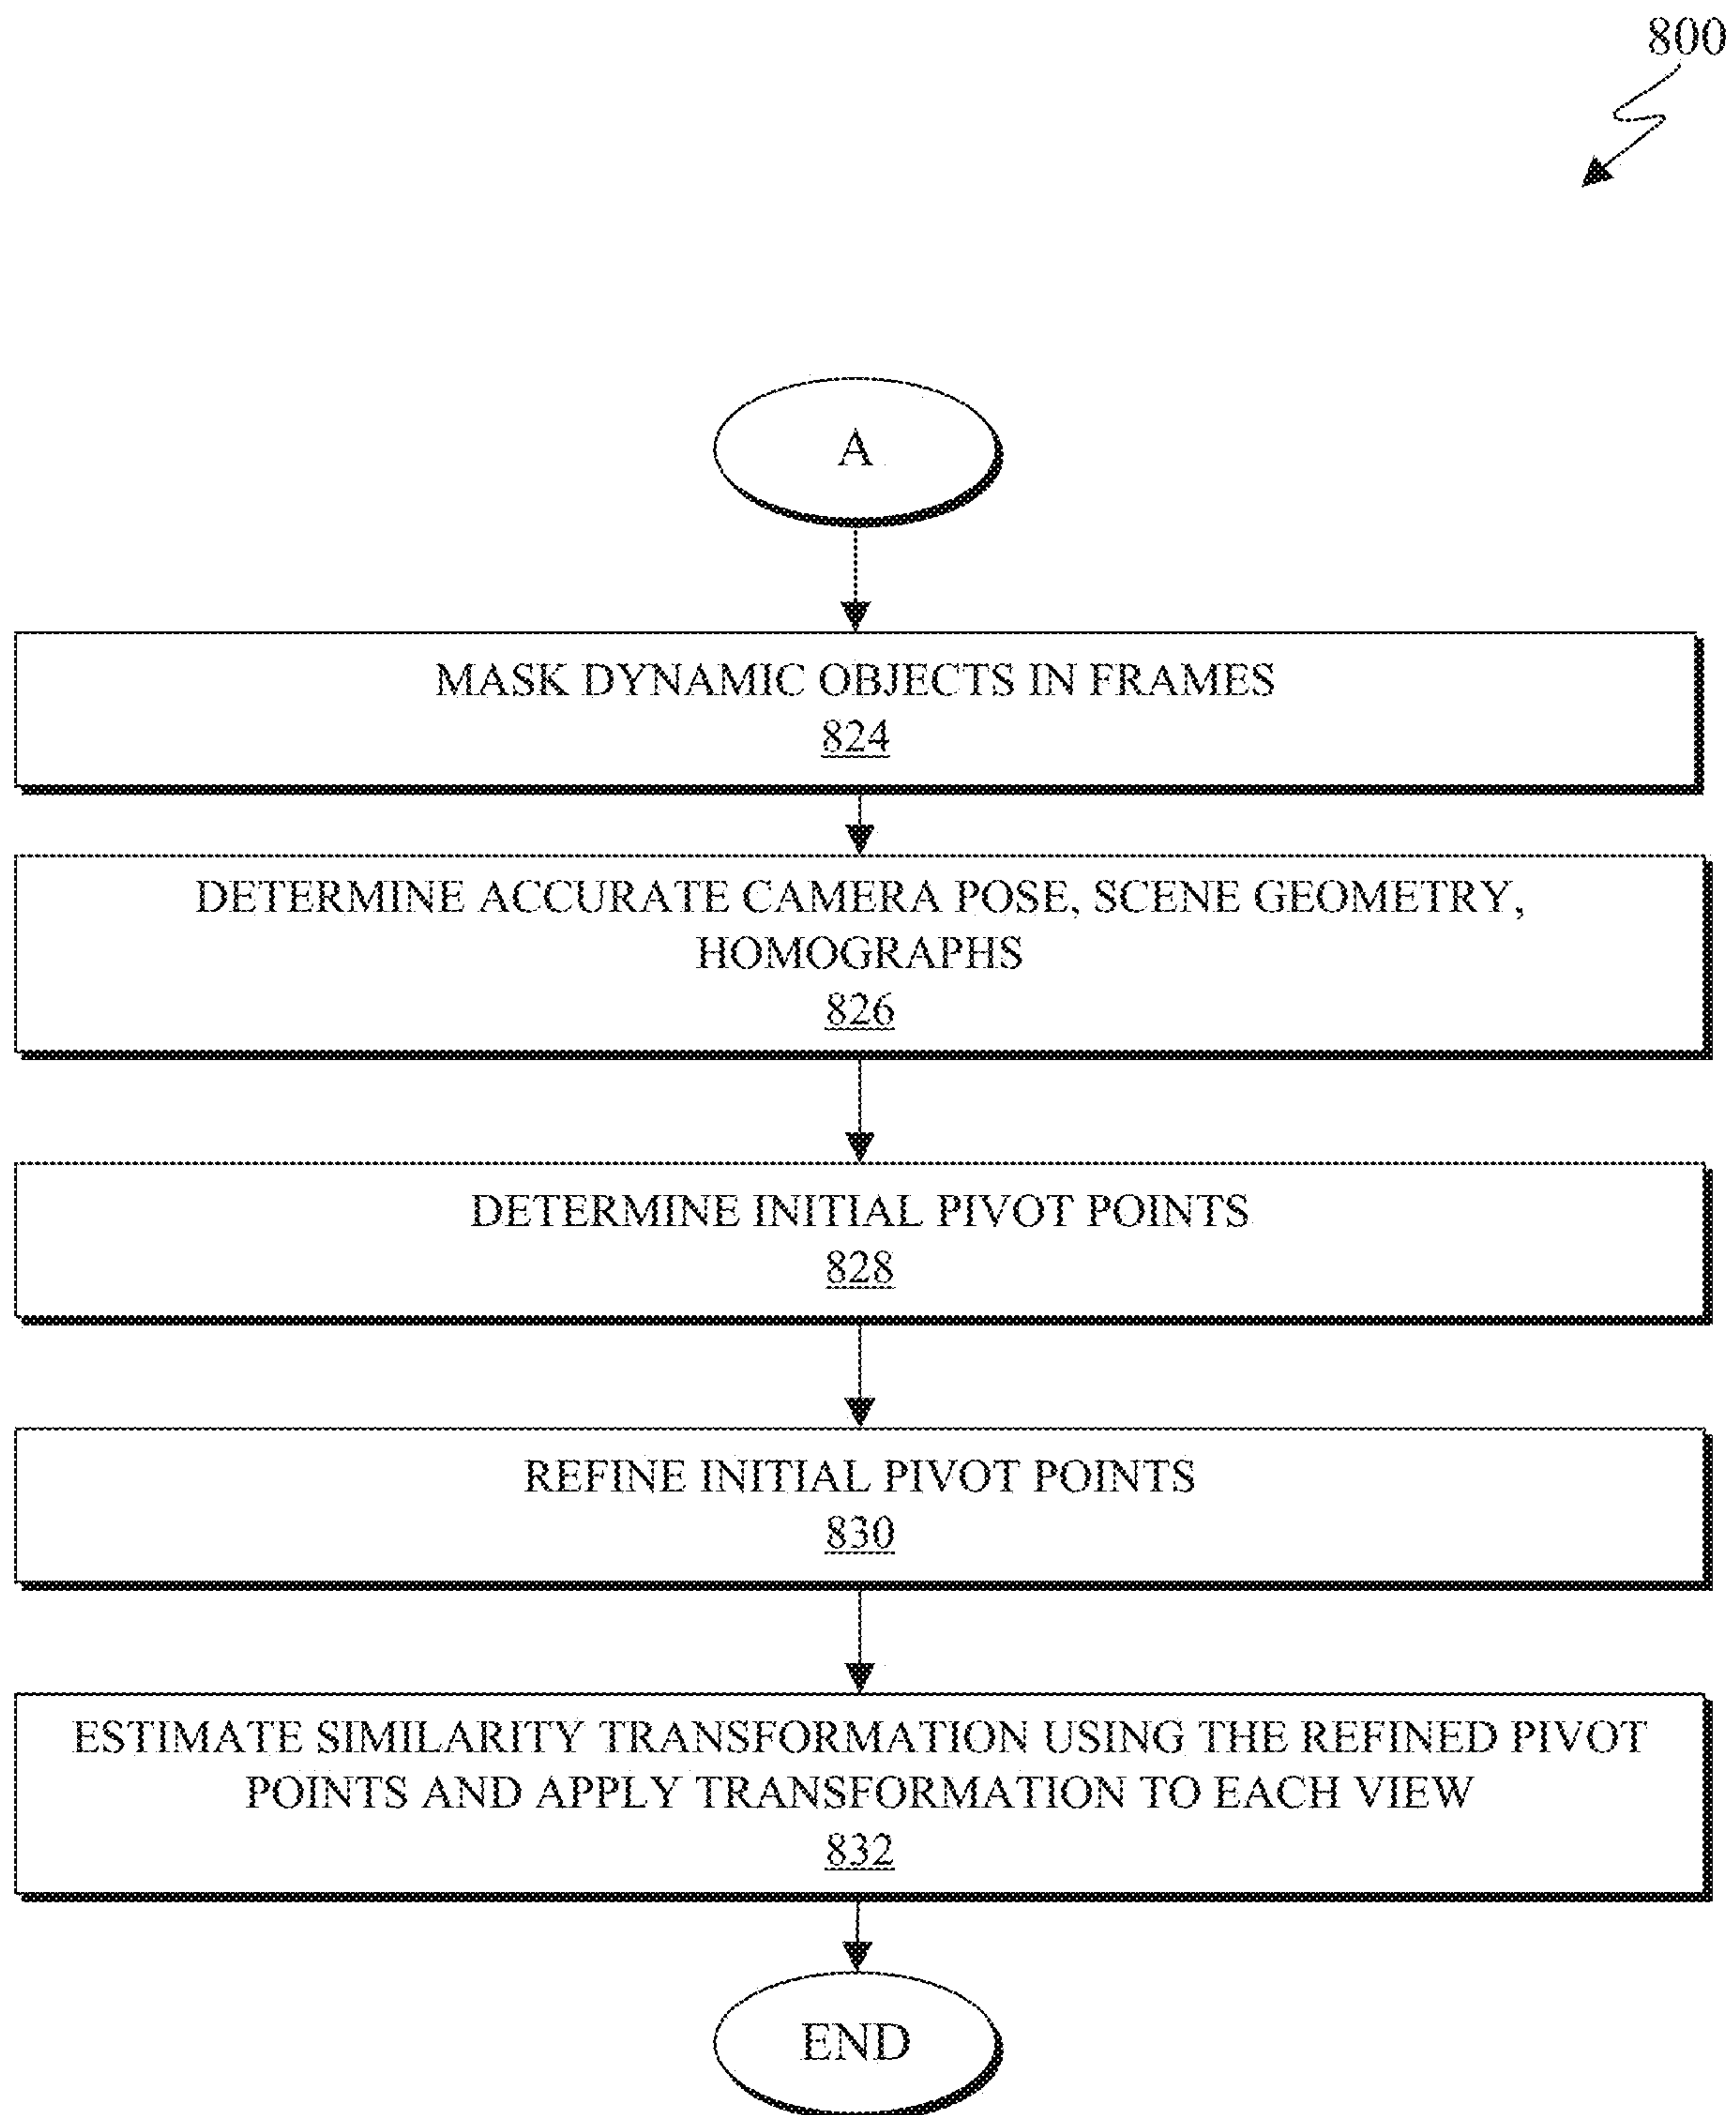 800
A
MASK DYNAMIC OBJECTS IN FRAMES
824
DETERMINE ACCURATE CAMERA POSE, SCENE GEOMETRY,
HOMOGRAPHS
826
DETERMINE INITIAL PIVOT POINTS
828
REFINE INITIAL PIVOT POINTS
830
ESTIMATE SIMILARITY TRANSFORMATION USING THE REFINED PIVOT
POINTS AND APPLY TRANSFORMATION TO EACH VIEW
832
END